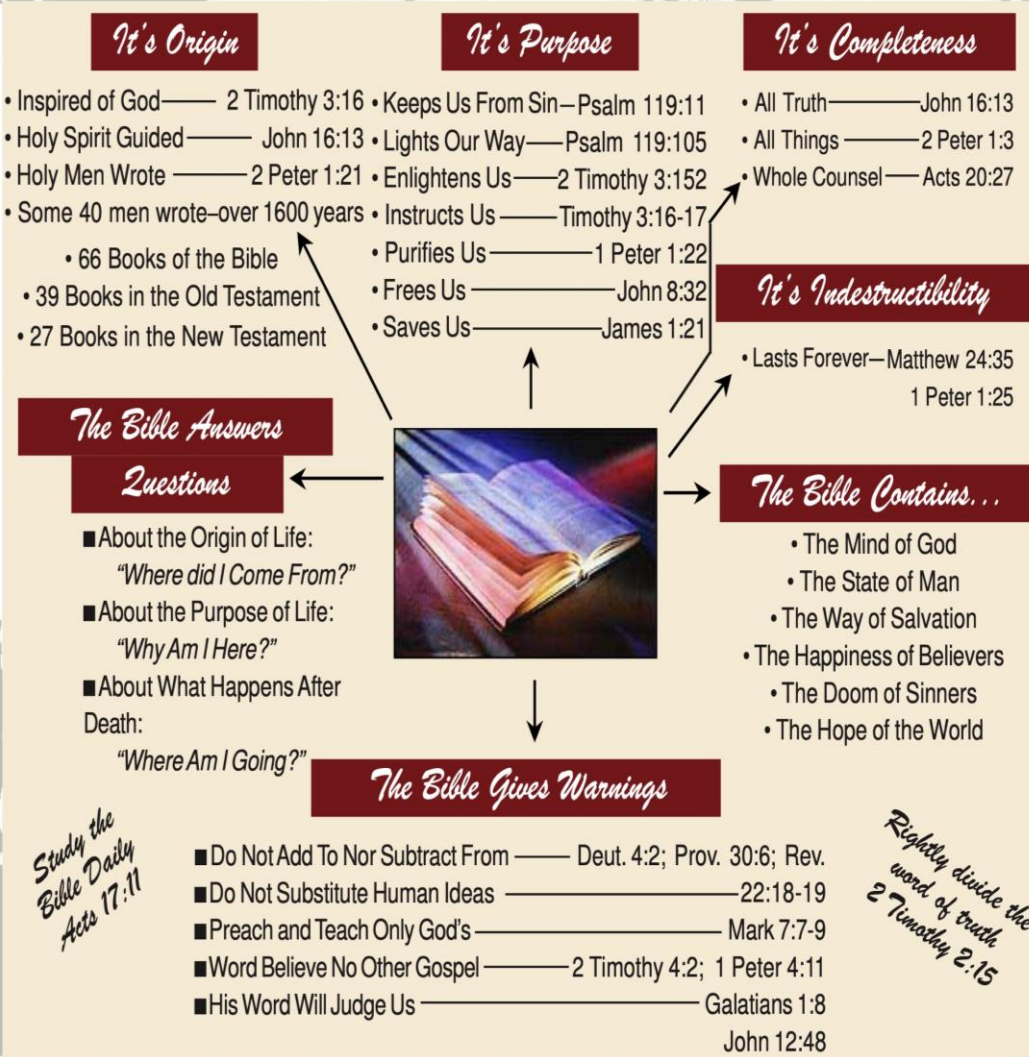 It's Origin
• Inspired of God—— 2 Timothy 3:16
• Holy Spirit Guided—— John 16:13
• Holy Men Wrote —— 2 Peter 1:21
• Some 40 men wrote–over 1600 years
• 66 Books of the Bible
• 39 Books in the Old Testament
• 27 Books in the New Testament
It's Purpose
• Keeps Us From Sin–Psalm 119:11
• Lights Our Way—Psalm 119:105
• Enlightens Us—2 Timothy 3:152
• Instructs Us——Timothy 3:16-17
• Purifies Us——1 Peter 1:22
• Frees Us——John 8:32
• Saves Us——James 1:21
It's Completeness
• All Truth——John 16:13
• All Things ——2 Peter 1:3
• Whole Counsel—Acts 20:27
It's Indestructibility
• Lasts Forever—Matthew 24:35
1 Peter 1:25
The Bible Answers
Questions
■About the Origin of Life:
“Where did I Come From?”
■About the Purpose of Life:
“Why Am I Here?”
■About What Happens After
Death:
“Where Am I Going?”
The Bible Contains...
• The Mind of God
• The State of Man
• The Way of Salvation
• The Happiness of Believers
• The Doom of Sinners
• The Hope of the World
The Bible Gives Warnings
■Do Not Add To Nor Subtract From —— Deut. 4:2; Prov. 30:6; Rev.
■Do Not Substitute Human Ideas ——22:18-19
■Preach and Teach Only God's—— Mark 7:7-9
■Word Believe No Other Gospel ——2 Timothy 4:2; 1 Peter 4:11
■His Word Will Judge Us —— Galatians 1:8
John 12:48
Study the
Bible Daily
Acts 17:11
Rightly divide the
word of truth
2 Timothy 2:15